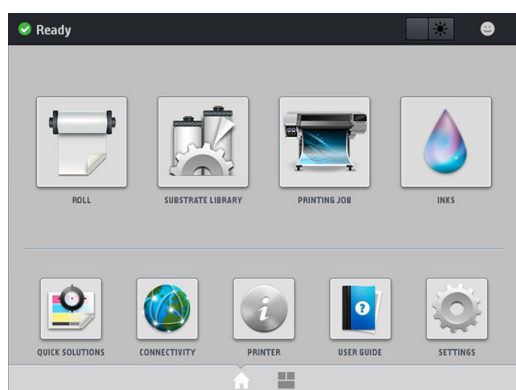 Ready
ROLL
SUBSTRATE LIBRARY
PRINTING JOB
INKS
QUICK SOLUTIONS
CONNECTIVITY
PRINTER
USER GUIDE
SETTINGS